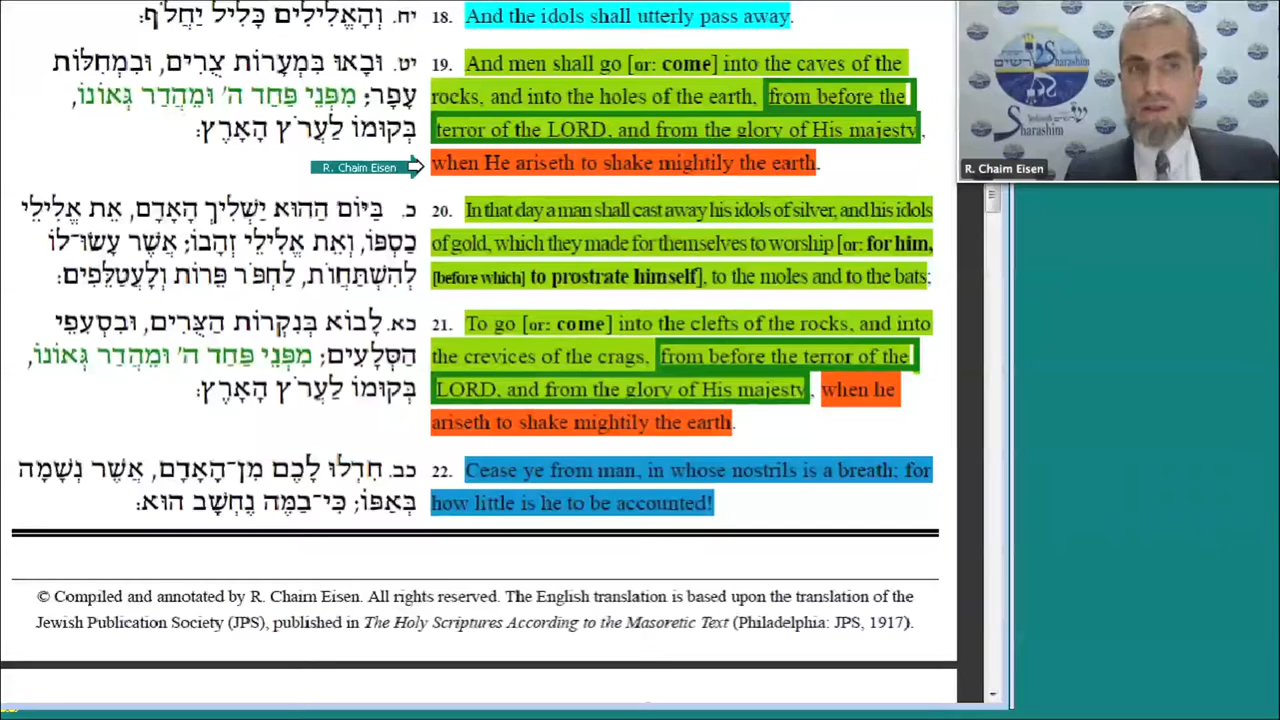 יח. וְהָאֱלִילִים כָּלִיל יַחֲלֹף׃
18. And the idols shall utterly pass away.
יט. וּבָאוּ בִּמְעָרוֹת צֻרִים, וּבִמְחִלּוֹת
עָפָר; מִפְּנֵי פַּחַד ה' וּמֵהֲדַר גְּאוֹנוֹ,
בְּקוּמוֹ לַעֲרֹץ הָאָרֶץ׃
19. And men shall go [or: come] into the caves of the
rocks, and into the holes of the earth, from before the
terror of the LORD, and from the glory of His majesty,
R. Chaim Eisen
when He ariseth to shake mightily the earth.
כ. בַּיּוֹם הַהוּא יַשְׁלִיךְ הָאָדָם, אֵת אֱלִילֵי
כַסְפּוֹ, וְאֵת אֱלִילֵי זְהָבוֹ; אֲשֶׁר עָשׂוּ־לוֹ
לְהִשְׁתַּחֲוֹת, לַחְפֹּר פֵּרוֹת וְלָעֲטַלֵּפִים׃
20. In that day a man shall cast away his idols of silver, and his idols
of gold, which they made for themselves to worship [or: for him,
[before which] to prostrate himself], to the moles and to the bats;
כא. לָבוֹא בְּנִקְרוֹת הַצֻּרִים, וּבִסְעִפֵי
הַסְּלָעִים; מִפְּנֵי פַּחַד ה' וּמֵהֲדַר גְּאוֹנוֹ,
בְּקוּמוֹ לַעֲרֹץ הָאָרֶץ׃
21. To go [or: come] into the clefts of the rocks, and into
the crevices of the crags, from before the terror of the
LORD, and from the glory of His majesty, when he
ariseth to shake mightily the earth.
כב. חִדְלוּ לָכֶם מִן־הָאָדָם, אֲשֶׁר נְשָׁמָה
בְּאַפּוֹ; כִּי־בַמֶּה נֶחְשָׁב הוּא׃
22. Cease ye from man, in whose nostrils is a breath; for
how little is he to be accounted!
© Compiled and annotated by R. Chaim Eisen. All rights reserved. The English translation is based upon the translation of the
Jewish Publication Society (JPS), published in The Holy Scriptures According to the Masoretic Text (Philadelphia: JPS, 1917).
Yeshivat
Sharashim
R. Chaim Eisen